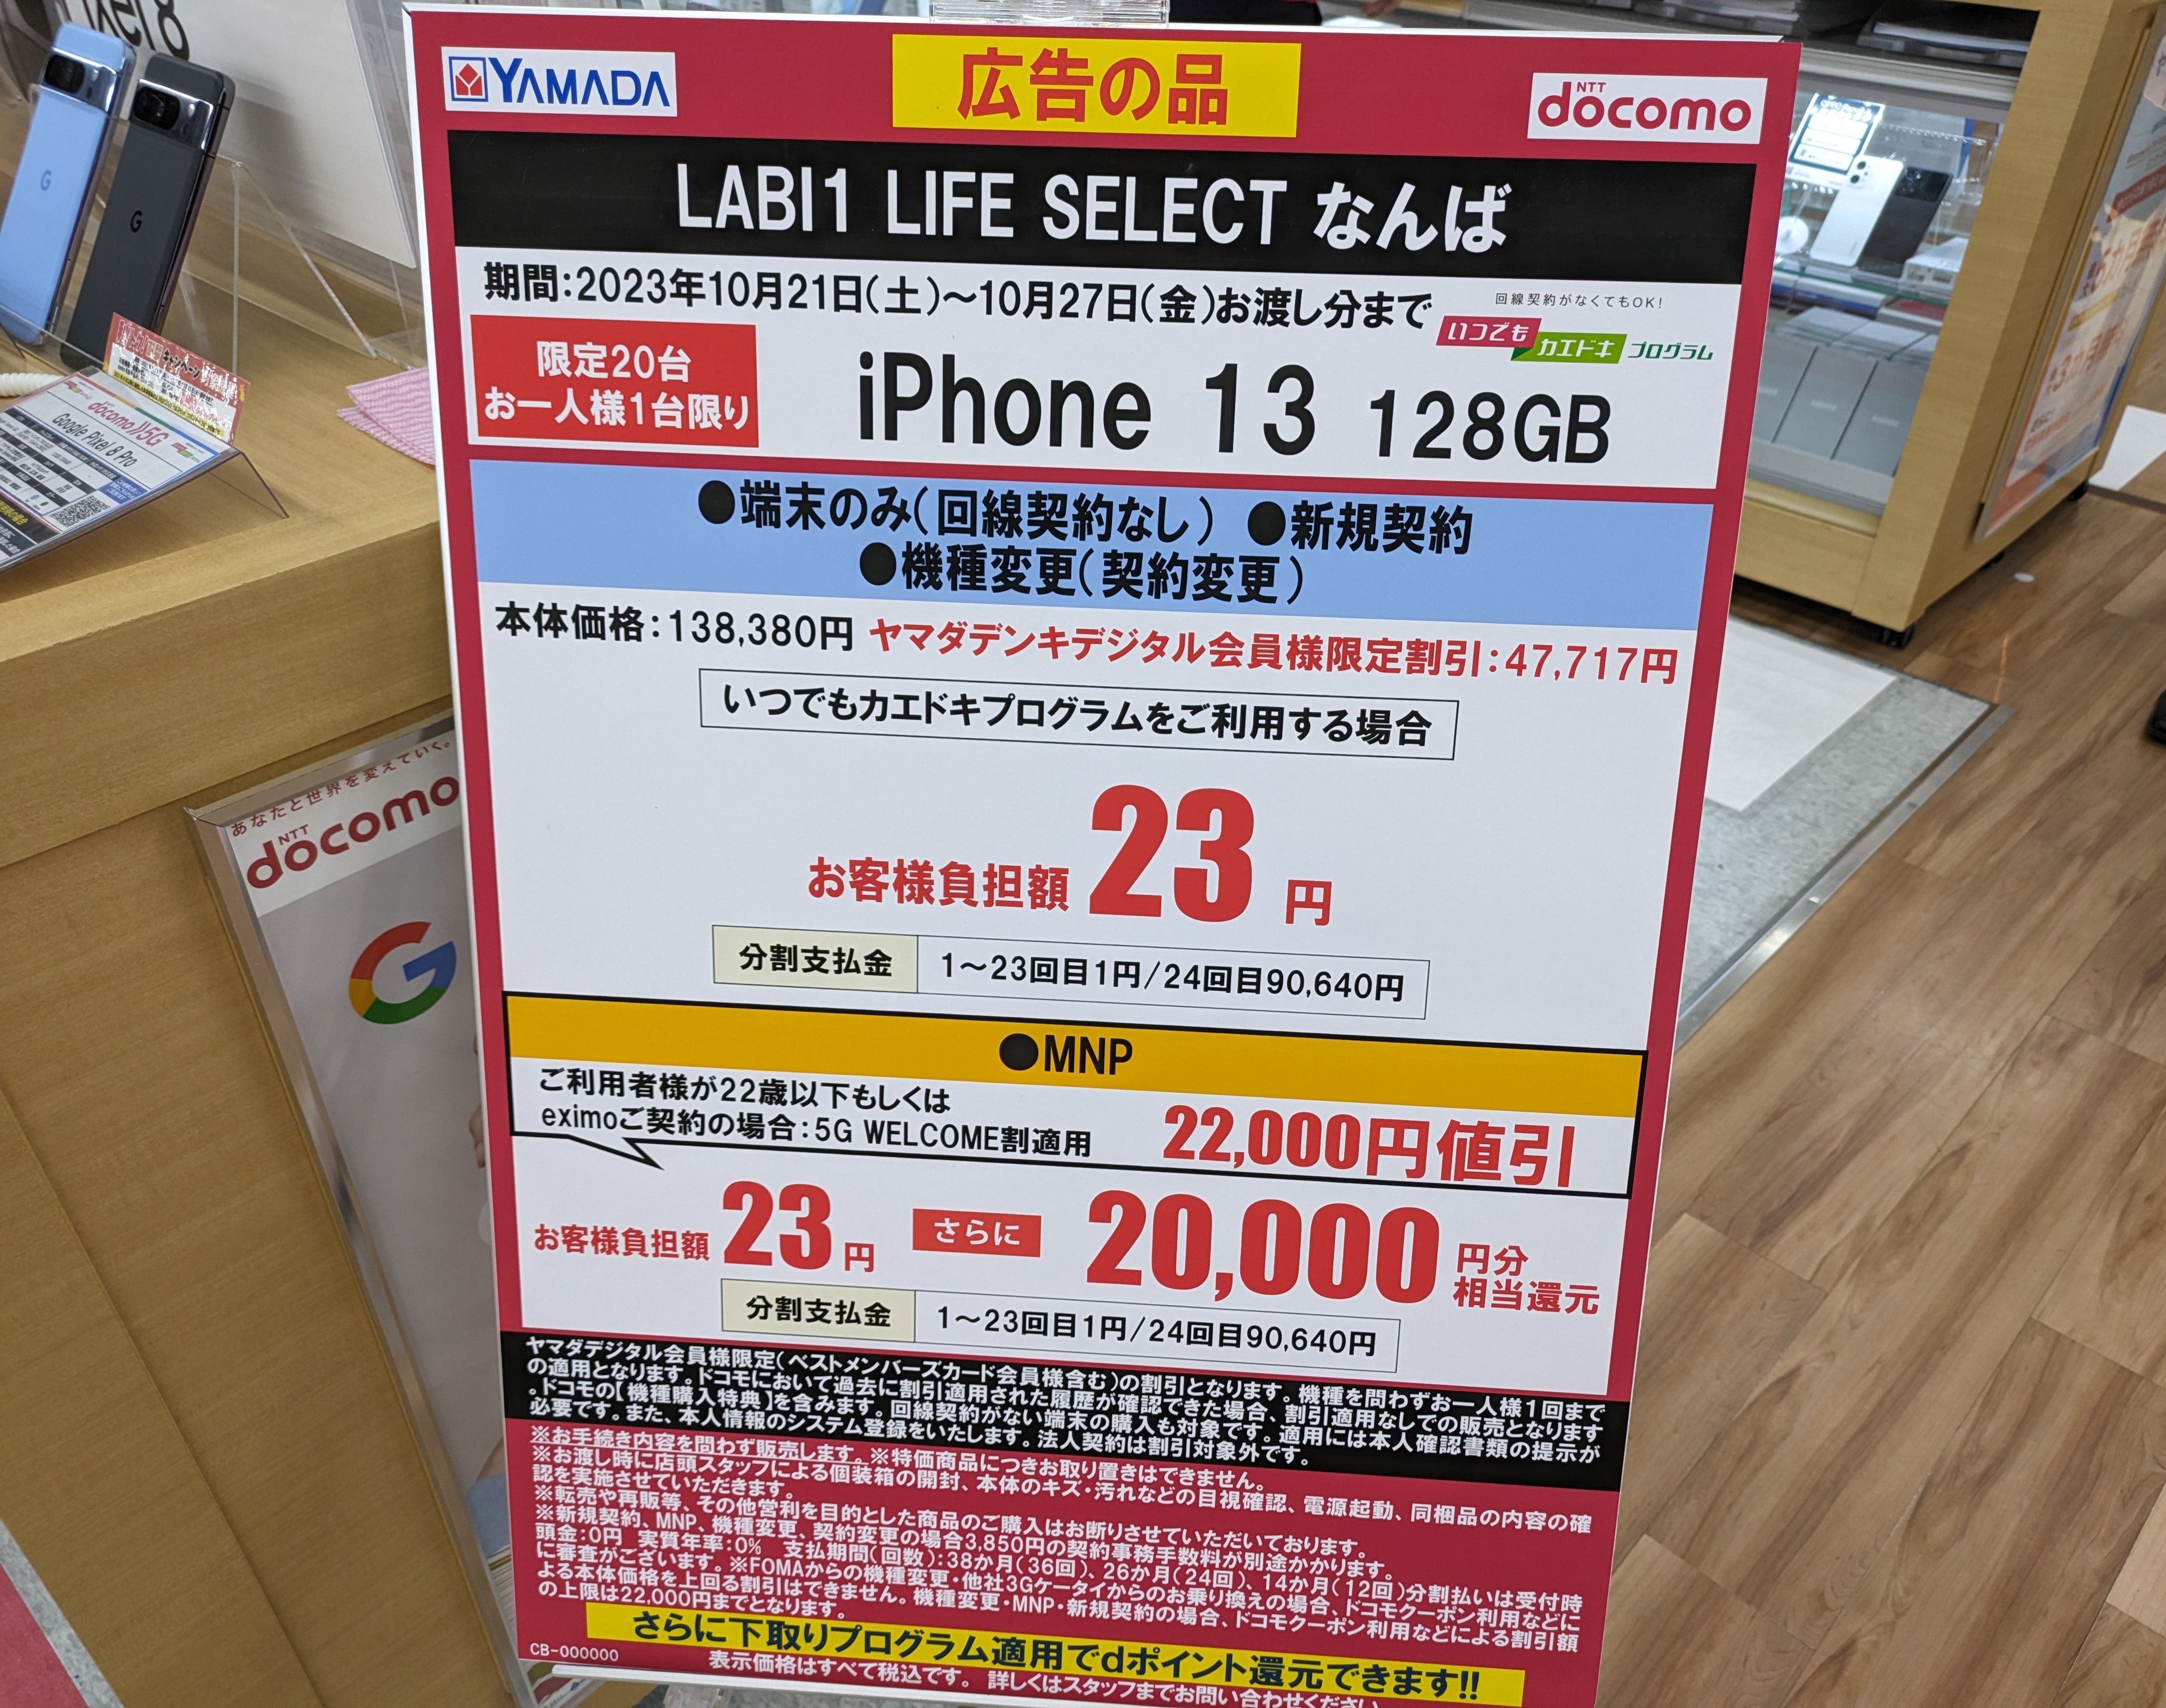 YAMADA
広告の品
NTT
docomo
LABI1 LIFE SELECT なんば
期間:2023年10月21日(土)～10月27日(金)お渡し分まで
回線契約がなくてもOK!
いつでも カエドキ プログラム
限定20台
お一人様1台限り
iPhone 13 128GB
●端末のみ(回線契約なし) ●新規契約
●機種変更(契約変更)
本体価格:138,380円 ヤマダデンキデジタル会員様限定割引:47,717円
いつでもカエドキプログラムをご利用する場合
お客様負担額 23 円
分割支払金 1～23回目1円/24回目90,640円
●MNP
ご利用者様が22歳以下もしくは
eximoご契約の場合:5G WELCOME割適用
22,000円値引
お客様負担額 23 円 さらに 20,000 円分
相当還元
分割支払金 1～23回目1円/24回目90,640円
ヤマダデジタル会員様限定(ベストメンバーズカード会員様含む)の割引となります。機種を問わずお一人様1回まで
の適用となります。ドコモにおいて過去に割引適用された履歴が確認できた場合、割引適用なしでの販売となります
。ドコモの【機種購入特典】を含みます。回線契約がない端末の購入も対象です。適用には本人確認書類の提示が
必要です。また、本人情報のシステム登録をいたします。法人契約は割引対象外です。
※お手続き内容を問わず販売します。※特価商品につきお取り置きはできません。
※お渡し時に店頭スタッフによる個装箱の開封、本体のキズ・汚れなどの目視確認、電源起動、同梱品の内容の確
認を実施させていただきます。
※転売や再販等、その他営利を目的とした商品のご購入はお断りさせていただいております。
※新規契約、MNP、機種変更、契約変更の場合3,850円の契約事務手数料が別途かかります。
頭金:0円 実質年率:0% 支払期間(回数):38か月(36回)、26か月(24回)、14か月(12回)分割払いは受付時
に審査がございます。※FOMAからの機種変更・他社3Gケータイからのお乗り換えの場合、ドコモクーポン利用などに
よる本体価格を上回る割引はできません。機種変更・MNP・新規契約の場合、ドコモクーポン利用などによる割引額
の上限は22,000円までとなります。
さらに下取りプログラム適用でdポイント還元できます!!
CB-000000
表示価格はすべて税込です。 詳しくはスタッフまでお問い合わせください
docomo 5G
Google Pixel 8 Pro
あなたと世界を変えていく。
NTT
docomo